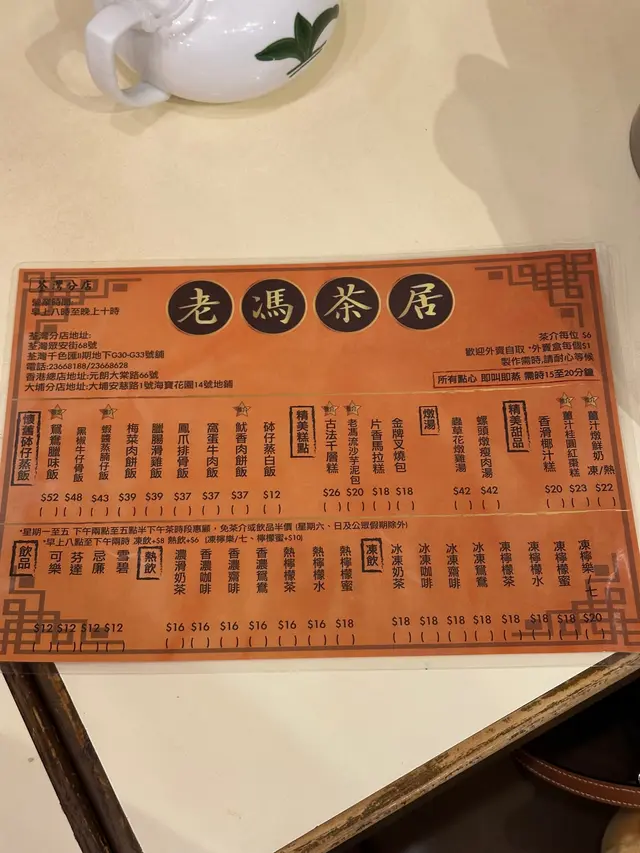 荃灣分店
營業時間:
早上八時至晚上十時
老馮茶居
荃灣分店地址:
荃灣眾安街68號
荃灣千色匯II期地下G30-G33號舖
電話:23668188/23628668
香港總店地址:元朗大棠路66號
大埔分店地址:大埔安慈路1號海寶花園14號地舖
茶介每位 $6
歡迎外賣自取 *外賣盒每個$1
製作需時,請耐心等候
所有點心 即叫即蒸 需時15至20分鐘
懷舊砵仔蒸飯
鴛鴦臘味飯 $52
黑椒牛仔骨飯 $48
蝦醬蒸腩仔飯 $43
梅菜肉餅飯 $39
臘腸滑雞飯 $39
鳳爪排骨飯 $37
窩蛋牛肉飯 $37
魷香肉餅飯 $37
砵仔蒸白飯 $12
精美糕點
古法千層糕 $26
老馮流沙芋泥包 $20
片香馬拉糕 $18
金牌叉燒包 $18
燉湯
蟲草花燉雞湯 $42
螺頭燉瘦肉湯 $42
精美甜品
香滑椰汁糕 $20
薑汁桂圓紅棗糕 $23
薑汁燉鮮奶 凍/熱 $22
*星期一至五 下午兩點至五點半下午茶時段惠顧, 免茶介或飲品半價 (星期六、日及公眾假期除外)
*早上八點至下午兩時 凍飲+$8 熱飲+$6 (凍檸樂/七、檸檬蜜+$10)
飲品
可樂 $12
芬達 $12
忌廉 $12
雪碧 $12
熱飲
濃滑奶茶 $16
香濃咖啡 $16
香濃齋啡 $16
香濃鴛鴦 $16
熱檸檬茶 $16
熱檸檬水 $16
熱檸檬蜜 $18
凍飲
冰凍奶茶 $18
冰凍咖啡 $18
冰凍齋啡 $18
冰凍鴛鴦 $18
凍檸檬茶 $18
凍檸檬水 $18
凍檸檬蜜 $18
凍檸樂/七 $20